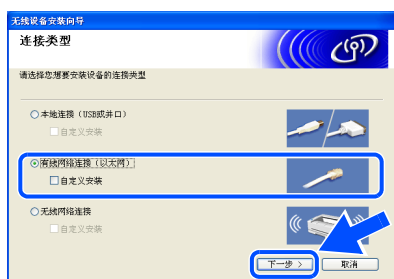 无线设备安装向导
连接类型
请选择您想要安装设备的连接类型
本地连接（USB或并口）
自定义安装
有线网络连接（以太网）
自定义安装
无线网络连接
自定义安装
下一步 >
取消